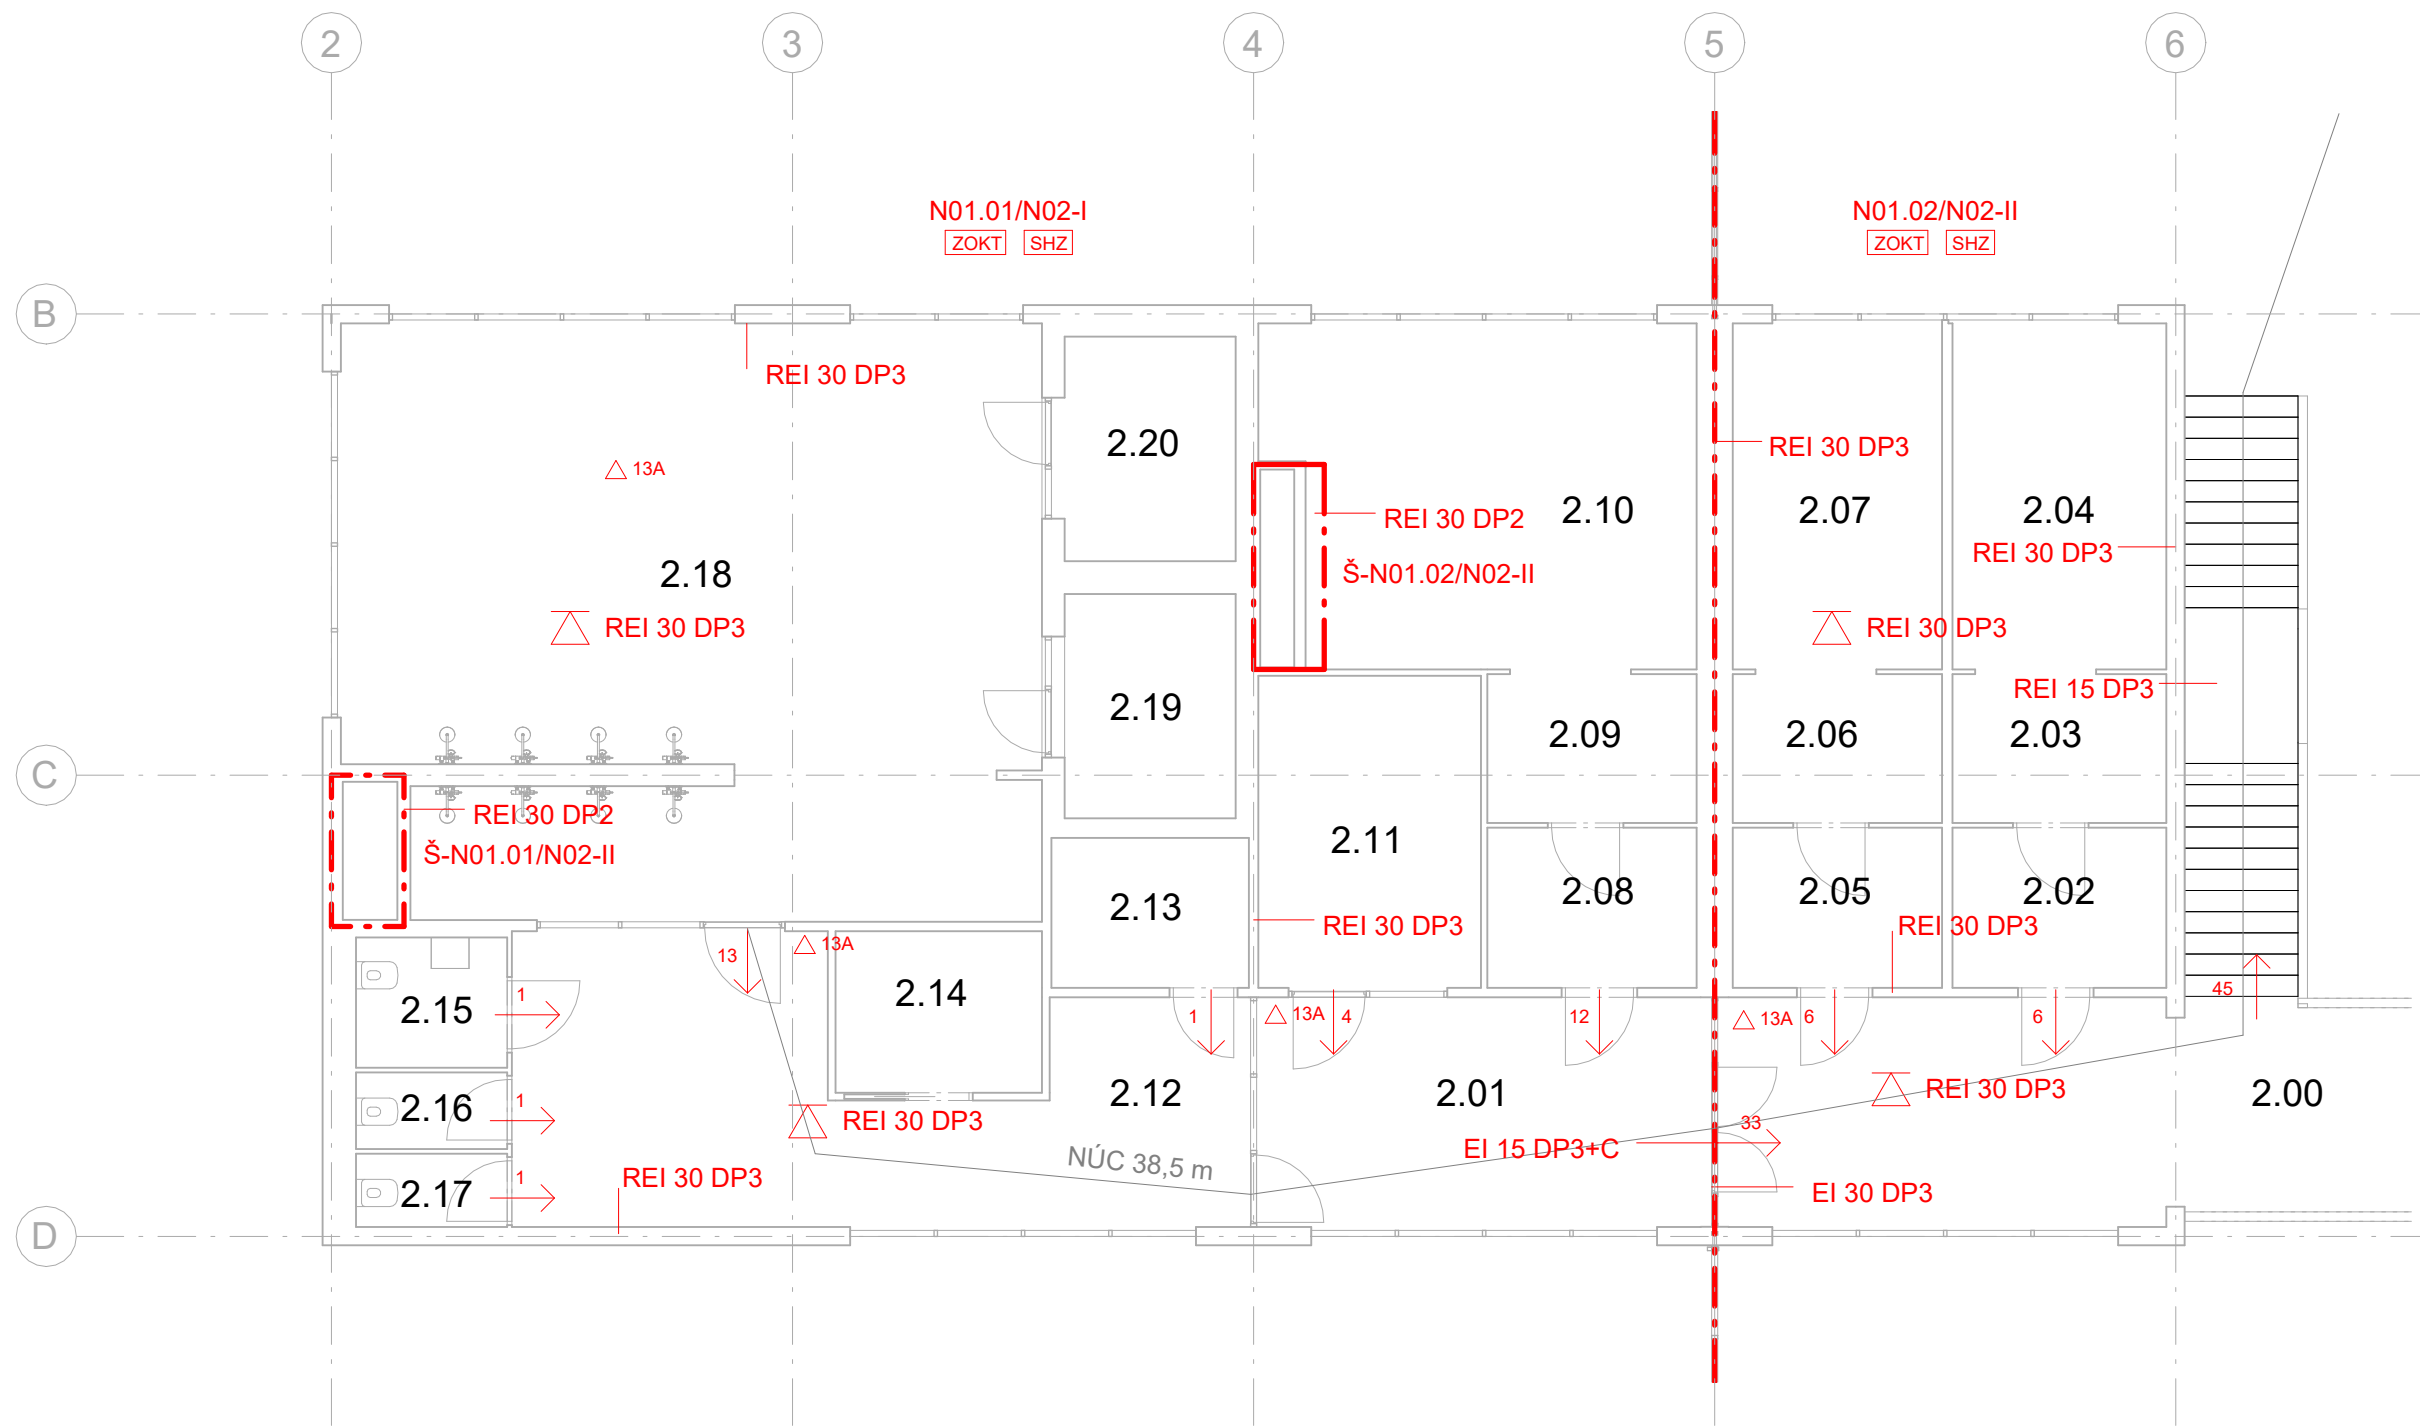 2 3 4 5 6
N01.01/N02-I N01.02/N02-II
ZOKT SHZ ZOKT SHZ
B
REI 30 DP3
2.20
REI 30 DP3
13A
2.10 2.07 2.04
REI 30 DP2
REI 30 DP3
2.18
Š-N01.02/N02-II
REI 30 DP3 REI 30 DP3
REI 15 DP3
2.19
2.09 2.06 2.03
C
REI 30 DP2
2.11
Š-N01.01/N02-II
2.13
2.08 2.05 2.02
REI 30 DP3 REI 30 DP3
13 13A
2.14
45
1
2.15
1 13A 4 12 13A 6 6
2.12 2.01 2.00
REI 30 DP3
1
2.16
REI 30 DP3
33
EI 15 DP3+C
NÚC 38,5 m
1
REI 30 DP3
2.17
EI 30 DP3
D